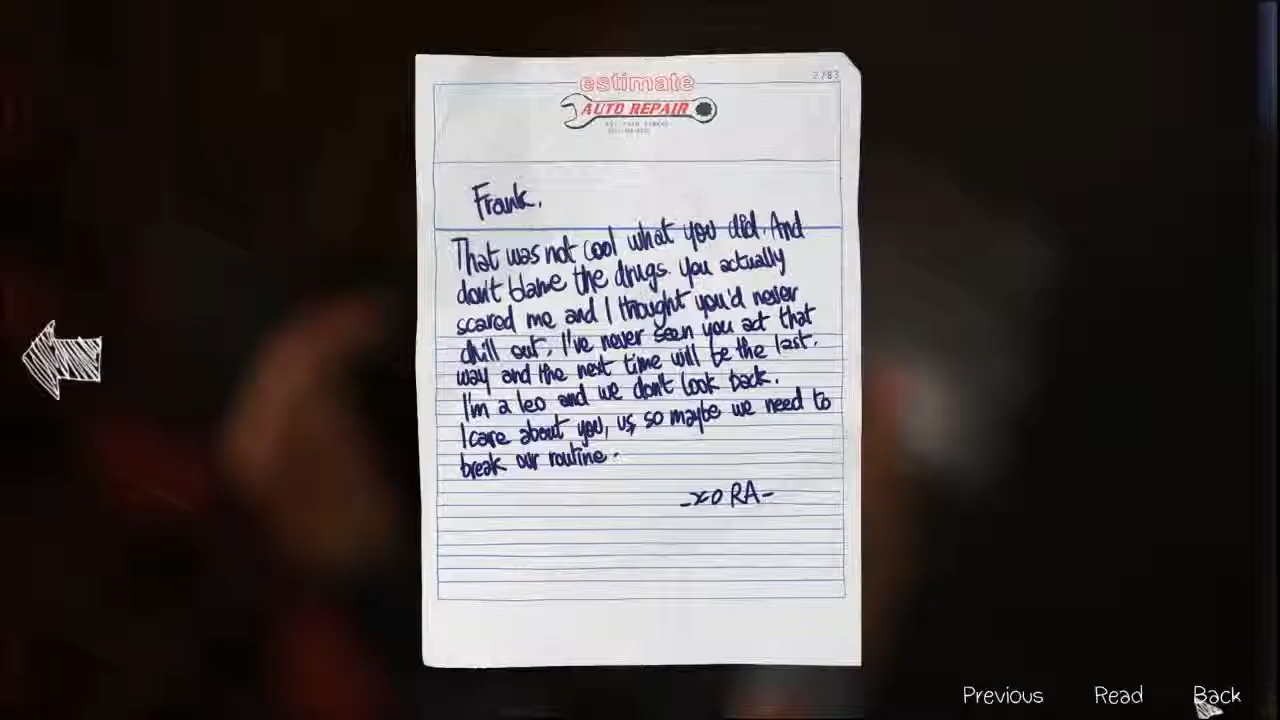 2783
estimate
AUTO REPAIR
Frank,
That was not cool what you did. And
don't blame the drugs. You actually
scared me and I thought you'd never
chill out. I've never seen you act that
way and the next time will be the last.
I'm a leo and we don't look back.
I care about you, us, so maybe we need to
break our routine.
-xo RA-
Previous Read Back